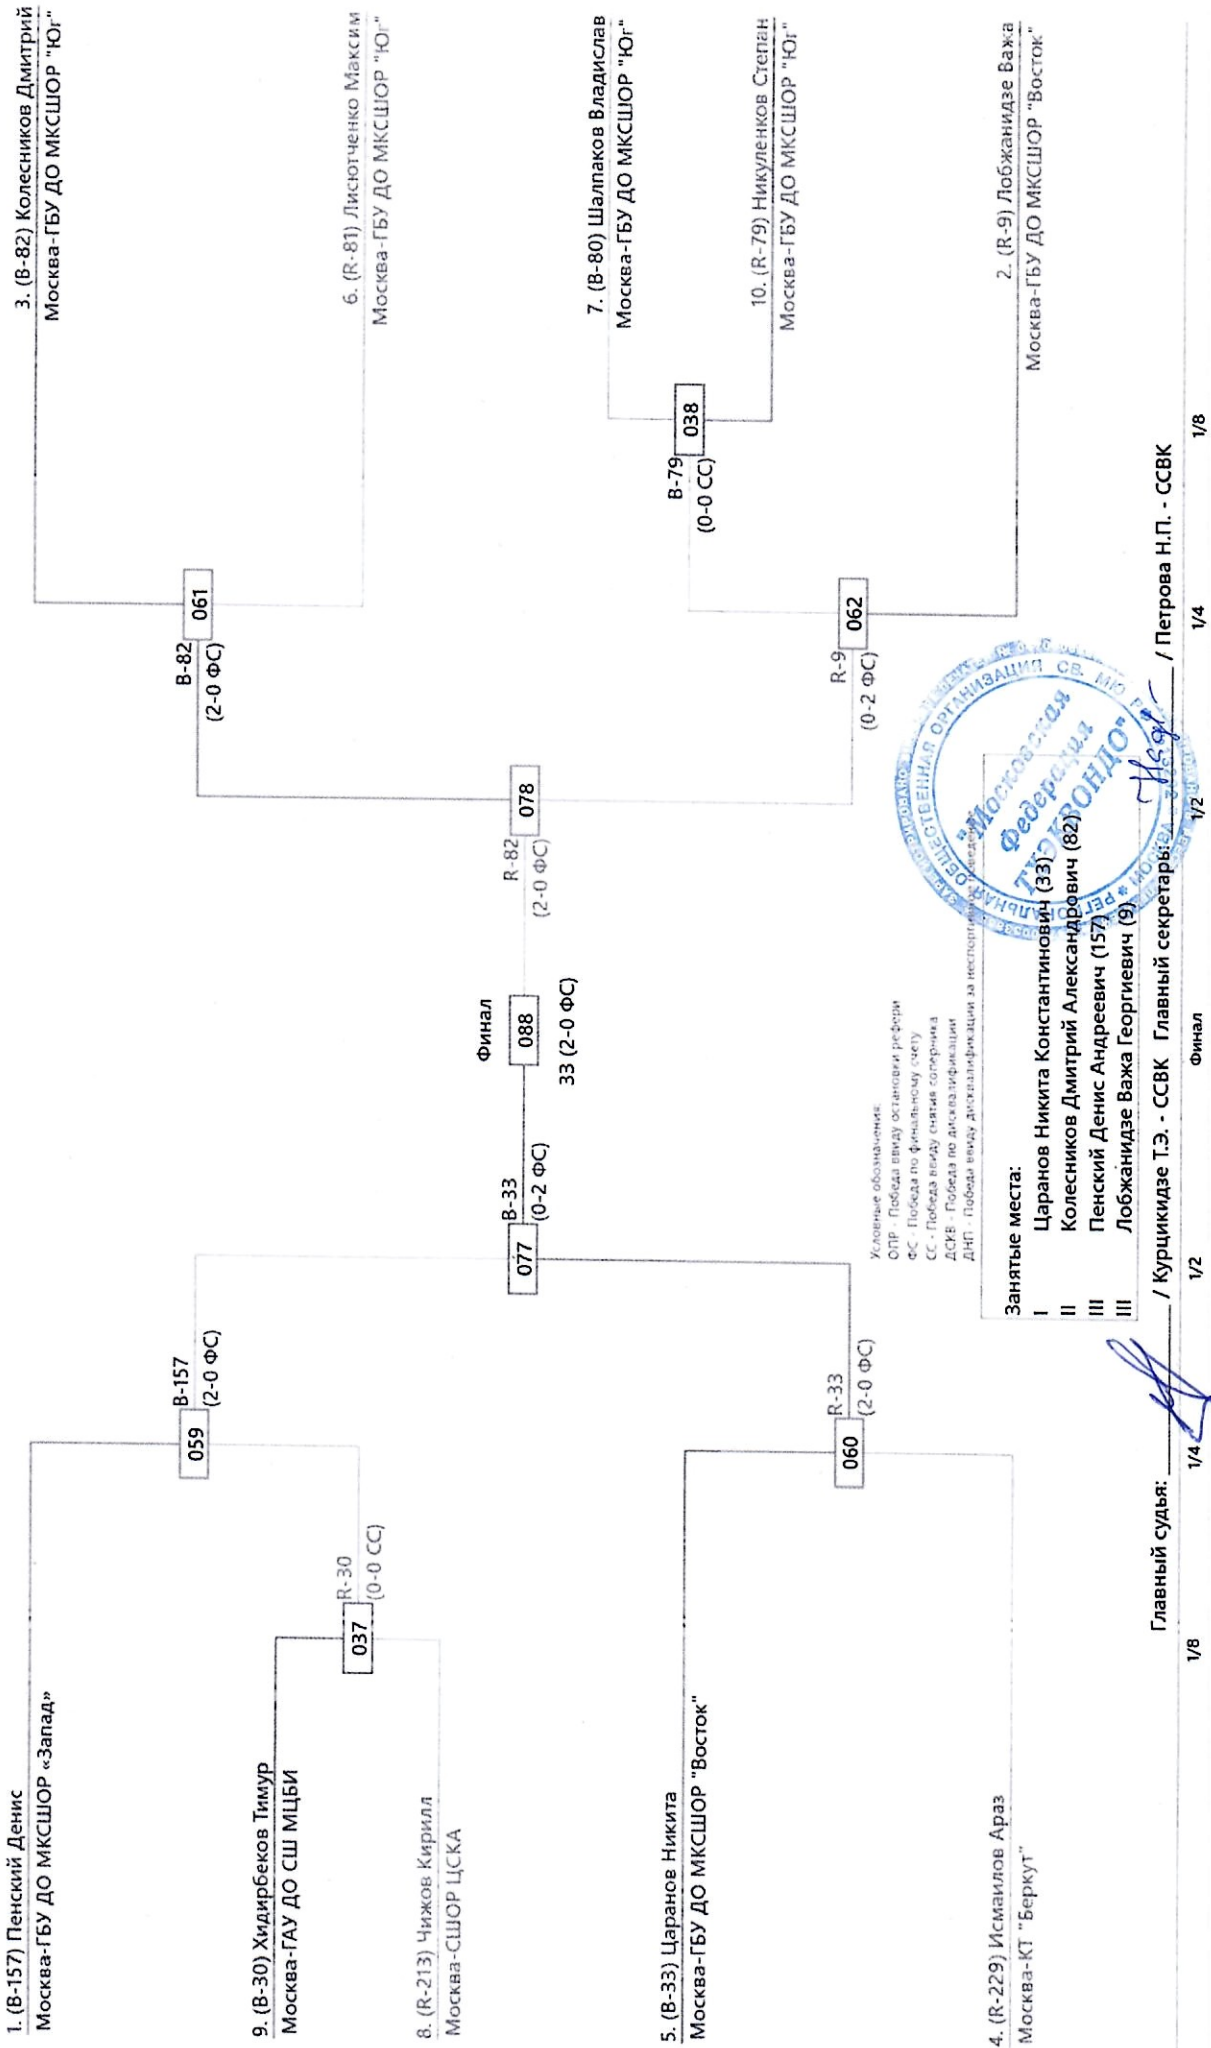 1. (B-157) Пенский Денис
Москва-ГБУ ДО МКСШОР «Запад»
9. (B-30) Хидирбеков Тимур
Москва-ГАУ ДО СШ МЦБИ
8. (R-213) Чижов Кирилл
Москва-СШОР ЦСКА
5. (B-33) Царанов Никита
Москва-ГБУ ДО МКСШОР "Восток"
4. (R-229) Исмаилов Араз
Москва-КТ "Беркут"
037
R-30
(0-0 СС)
059
B-157
(2-0 ФС)
060
R-33
(2-0 ФС)
077
B-33
(0-2 ФС)
Финал
088
33 (2-0 ФС)
078
R-82
(2-0 ФС)
061
B-82
(2-0 ФС)
062
R-9
(0-2 ФС)
038
B-79
(0-0 СС)
3. (B-82) Колесников Дмитрий
Москва-ГБУ ДО МКСШОР "Юг"
6. (R-81) Лисютченко Максим
Москва-ГБУ ДО МКСШОР "Юг"
7. (B-80) Шалпаков Владислав
Москва-ГБУ ДО МКСШОР "Юг"
10. (R-79) Никуленков Степан
Москва-ГБУ ДО МКСШОР "Юг"
2. (R-9) Лобжанидзе Важа
Москва-ГБУ ДО МКСШОР "Восток"
Условные обозначения:
ОПР - Победа ввиду остановки рефери
ФС - Победа по финальному счету
СС - Победа ввиду снятия соперника
ДСКВ - Победа по дисквалификации
ДНП - Победа ввиду дисквалификации за неспортивное поведение
Занятые места:
I Царанов Никита Константинович (33)
II Колесников Дмитрий Александрович (82)
III Пенский Денис Андреевич (157)
III Лобжанидзе Важа Георгиевич (9)
РЕГИОНАЛЬНАЯ ОБЩЕСТВЕННАЯ ОРГАНИЗАЦИЯ
МОСКВА
"Московская
Федерация
ТХЭКВОНДО"
Главный судья: / Курцикидзе Т.Э. - ССВК Главный секретарь: / Петрова Н.П. - ССВК
1/8 1/4 1/2 Финал 1/2 1/4 1/8